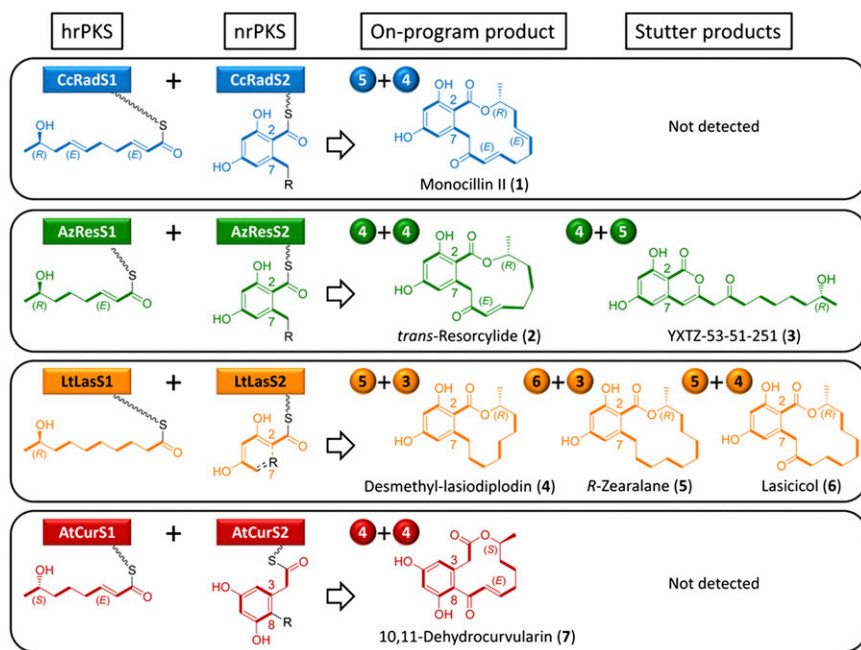 hrPKS nrPKS On-program product Stutter products
CcRadS1 + CcRadS2 5 + 4
OH (R) (E) (E) S O
OH 2 O S HO 7 R
OH O 2 O (R) HO 7 O (E) (E)
Monocillin II (1)
Not detected
AzResS1 + AzResS2 4 + 4 4 + 5
OH (R) (E) S O
OH 2 O S HO 7 R
OH O 2 O (R) HO 7 O (E)
trans-Resorcylide (2)
OH O 2 O O OH HO 7 (R)
YXTZ-53-51-251 (3)
LtLasS1 + LtLasS2 5 + 3 6 + 3 5 + 4
OH (R) S O
OH 2 O S HO R 7
OH O 2 O (R) HO 7
Desmethyl-lasiodiplodin (4)
OH O 2 O (R) HO 7
R-Zearalane (5)
OH O 2 O (R) HO 7 O
Lasicicol (6)
AtCurS1 + AtCurS2 4 + 4
OH (S) (E) S O
S O HO 3 8 R OH
O O (S) HO 3 8 (E) OH O
10,11-Dehydrocurvularin (7)
Not detected